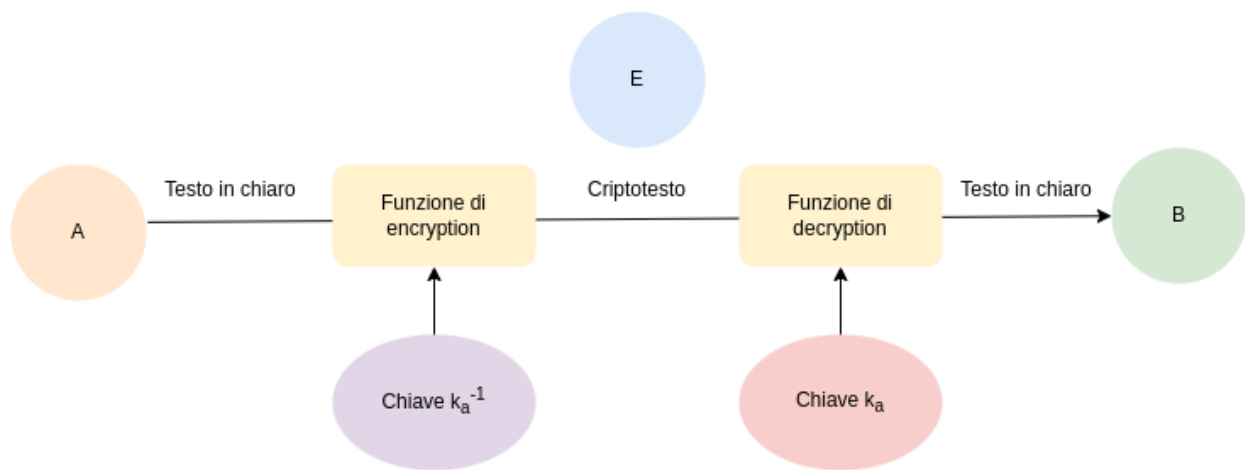 E
Testo in chiaro
Criptotesto
Testo in chiaro
A
Funzione di
encryption
Funzione di
decryption
B
Chiave kₐ⁻¹
Chiave kₐ